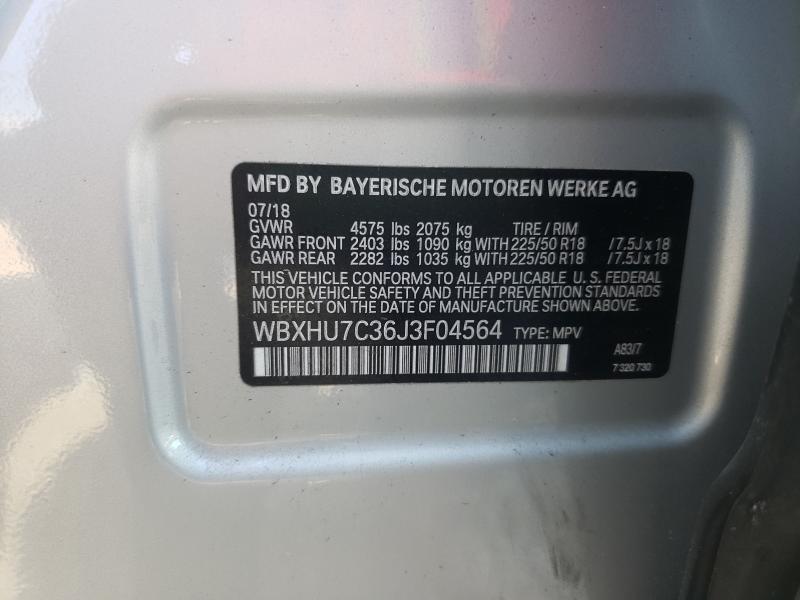 MFD BY BAYERISCHE MOTOREN WERKE AG
07/18
GVWR 4575 lbs 2075 kg TIRE / RIM
GAWR FRONT 2403 lbs 1090 kg WITH 225/50 R18 / 7.5J x 18
GAWR REAR 2282 lbs 1035 kg WITH 225/50 R18 / 7.5J x 18
THIS VEHICLE CONFORMS TO ALL APPLICABLE U. S. FEDERAL
MOTOR VEHICLE SAFETY AND THEFT PREVENTION STANDARDS
IN EFFECT ON THE DATE OF MANUFACTURE SHOWN ABOVE.
WBXHU7C36J3F04564 TYPE: MPV
A83/7
7 320 730